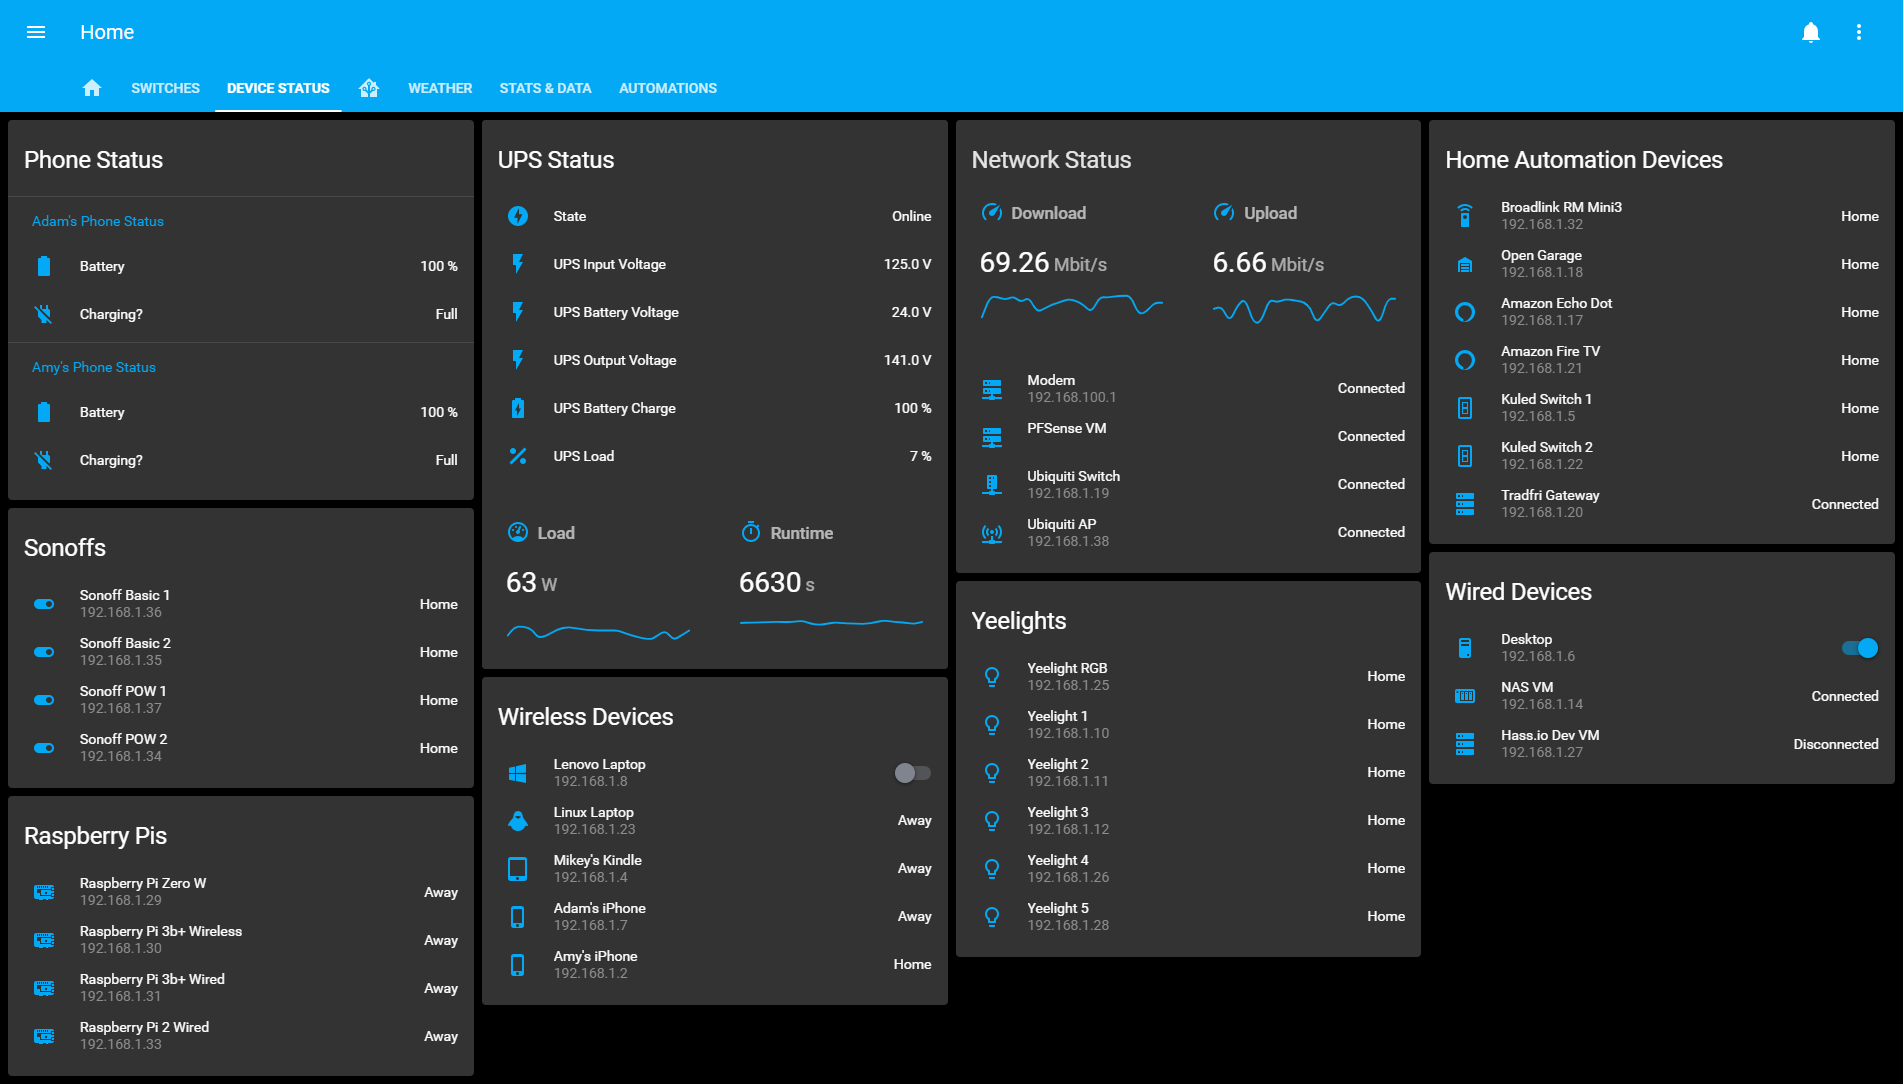 Home
SWITCHES DEVICE STATUS WEATHER STATS & DATA AUTOMATIONS
Phone Status
Adam's Phone Status
Battery 100 %
Charging? Full
Amy's Phone Status
Battery 100 %
Charging? Full
Sonoffs
Sonoff Basic 1
192.168.1.36
Home
Sonoff Basic 2
192.168.1.35
Home
Sonoff POW 1
192.168.1.37
Home
Sonoff POW 2
192.168.1.34
Home
Raspberry Pis
Raspberry Pi Zero W
192.168.1.29
Away
Raspberry Pi 3b+ Wireless
192.168.1.30
Away
Raspberry Pi 3b+ Wired
192.168.1.31
Away
Raspberry Pi 2 Wired
192.168.1.33
Away
UPS Status
State Online
UPS Input Voltage 125.0 V
UPS Battery Voltage 24.0 V
UPS Output Voltage 141.0 V
UPS Battery Charge 100 %
UPS Load 7 %
Load Runtime
63 W 6630 s
Wireless Devices
Lenovo Laptop
192.168.1.8
Linux Laptop
192.168.1.23
Away
Mikey's Kindle
192.168.1.4
Away
Adam's iPhone
192.168.1.7
Away
Amy's iPhone
192.168.1.2
Home
Network Status
Download Upload
69.26 Mbit/s 6.66 Mbit/s
Modem
192.168.100.1
Connected
PFSense VM
Connected
Ubiquiti Switch
192.168.1.19
Connected
Ubiquiti AP
192.168.1.38
Connected
Yeelights
Yeelight RGB
192.168.1.25
Home
Yeelight 1
192.168.1.10
Home
Yeelight 2
192.168.1.11
Home
Yeelight 3
192.168.1.12
Home
Yeelight 4
192.168.1.26
Home
Yeelight 5
192.168.1.28
Home
Home Automation Devices
Broadlink RM Mini3
192.168.1.32
Home
Open Garage
192.168.1.18
Home
Amazon Echo Dot
192.168.1.17
Home
Amazon Fire TV
192.168.1.21
Home
Kuled Switch 1
192.168.1.5
Home
Kuled Switch 2
192.168.1.22
Home
Tradfri Gateway
192.168.1.20
Connected
Wired Devices
Desktop
192.168.1.6
NAS VM
192.168.1.14
Connected
Hass.io Dev VM
192.168.1.27
Disconnected